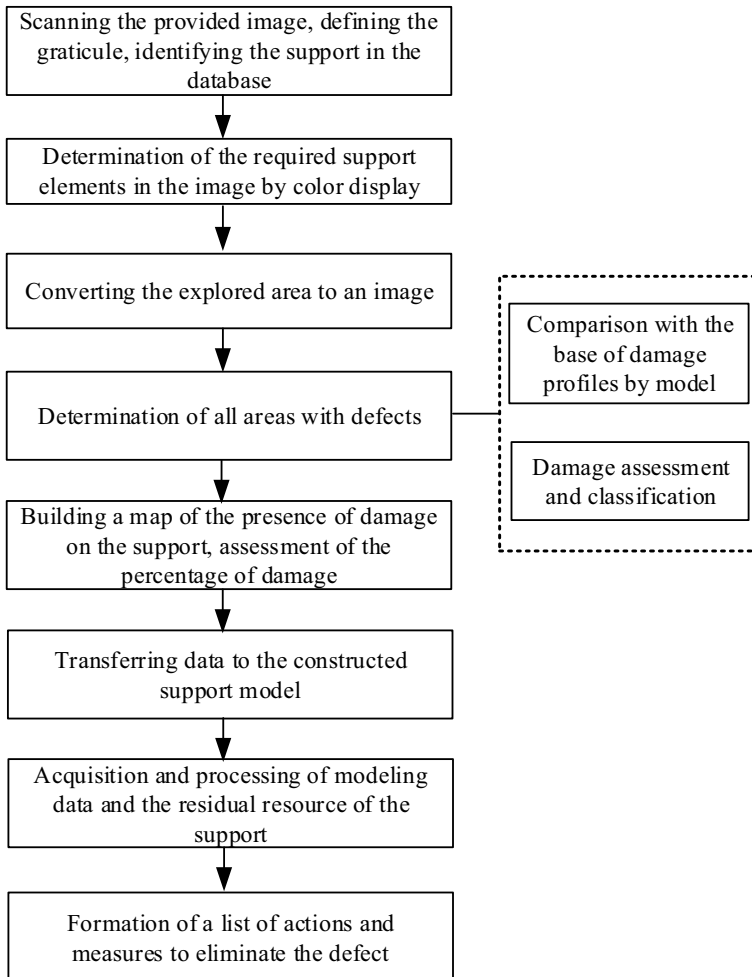 Scanning the provided image, defining the
graticule, identifying the support in the
database
Determination of the required support
elements in the image by color display
Converting the explored area to an image
Determination of all areas with defects
Comparison with the
base of damage
profiles by model
Damage assessment
and classification
Building a map of the presence of damage
on the support, assessment of the
percentage of damage
Transferring data to the constructed
support model
Acquisition and processing of modeling
data and the residual resource of the
support
Formation of a list of actions and
measures to eliminate the defect